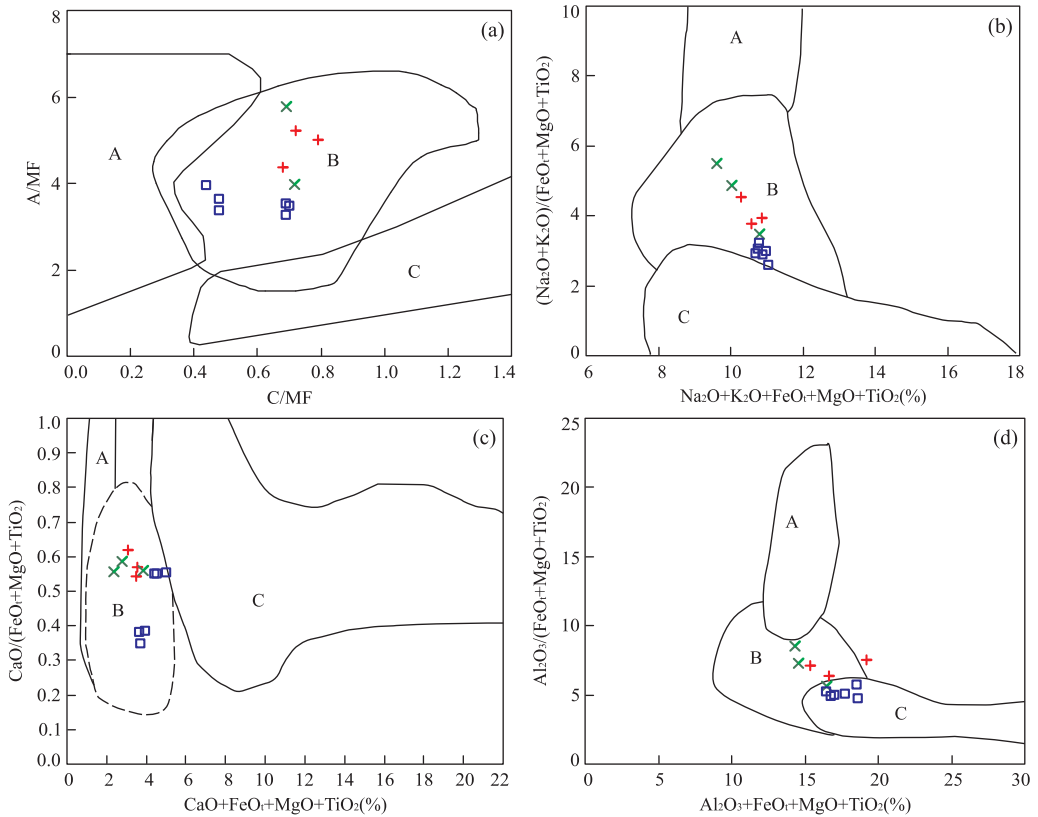 (a)
8
6
4
2
0
A/MF
A
B
C
0.0 0.2 0.4 0.6 0.8 1.0 1.2 1.4
C/MF
(b)
10
8
6
4
2
0
(Na₂O+K₂O)/(FeOₜ+MgO+TiO₂)
A
B
C
6 8 10 12 14 16 18
Na₂O+K₂O+FeOₜ+MgO+TiO₂(%)
(c)
1.0
0.8
0.7
0.6
0.5
0.4
0.3
0.2
0.1
0.0
CaO/(FeOₜ+MgO+TiO₂)
A
B
C
0 2 4 6 8 10 12 14 16 18 20 22
CaO+FeOₜ+MgO+TiO₂(%)
(d)
25
20
15
10
5
0
Al₂O₃/(FeOₜ+MgO+TiO₂)
A
B
C
0 5 10 15 20 25 30
Al₂O₃+FeOₜ+MgO+TiO₂(%)